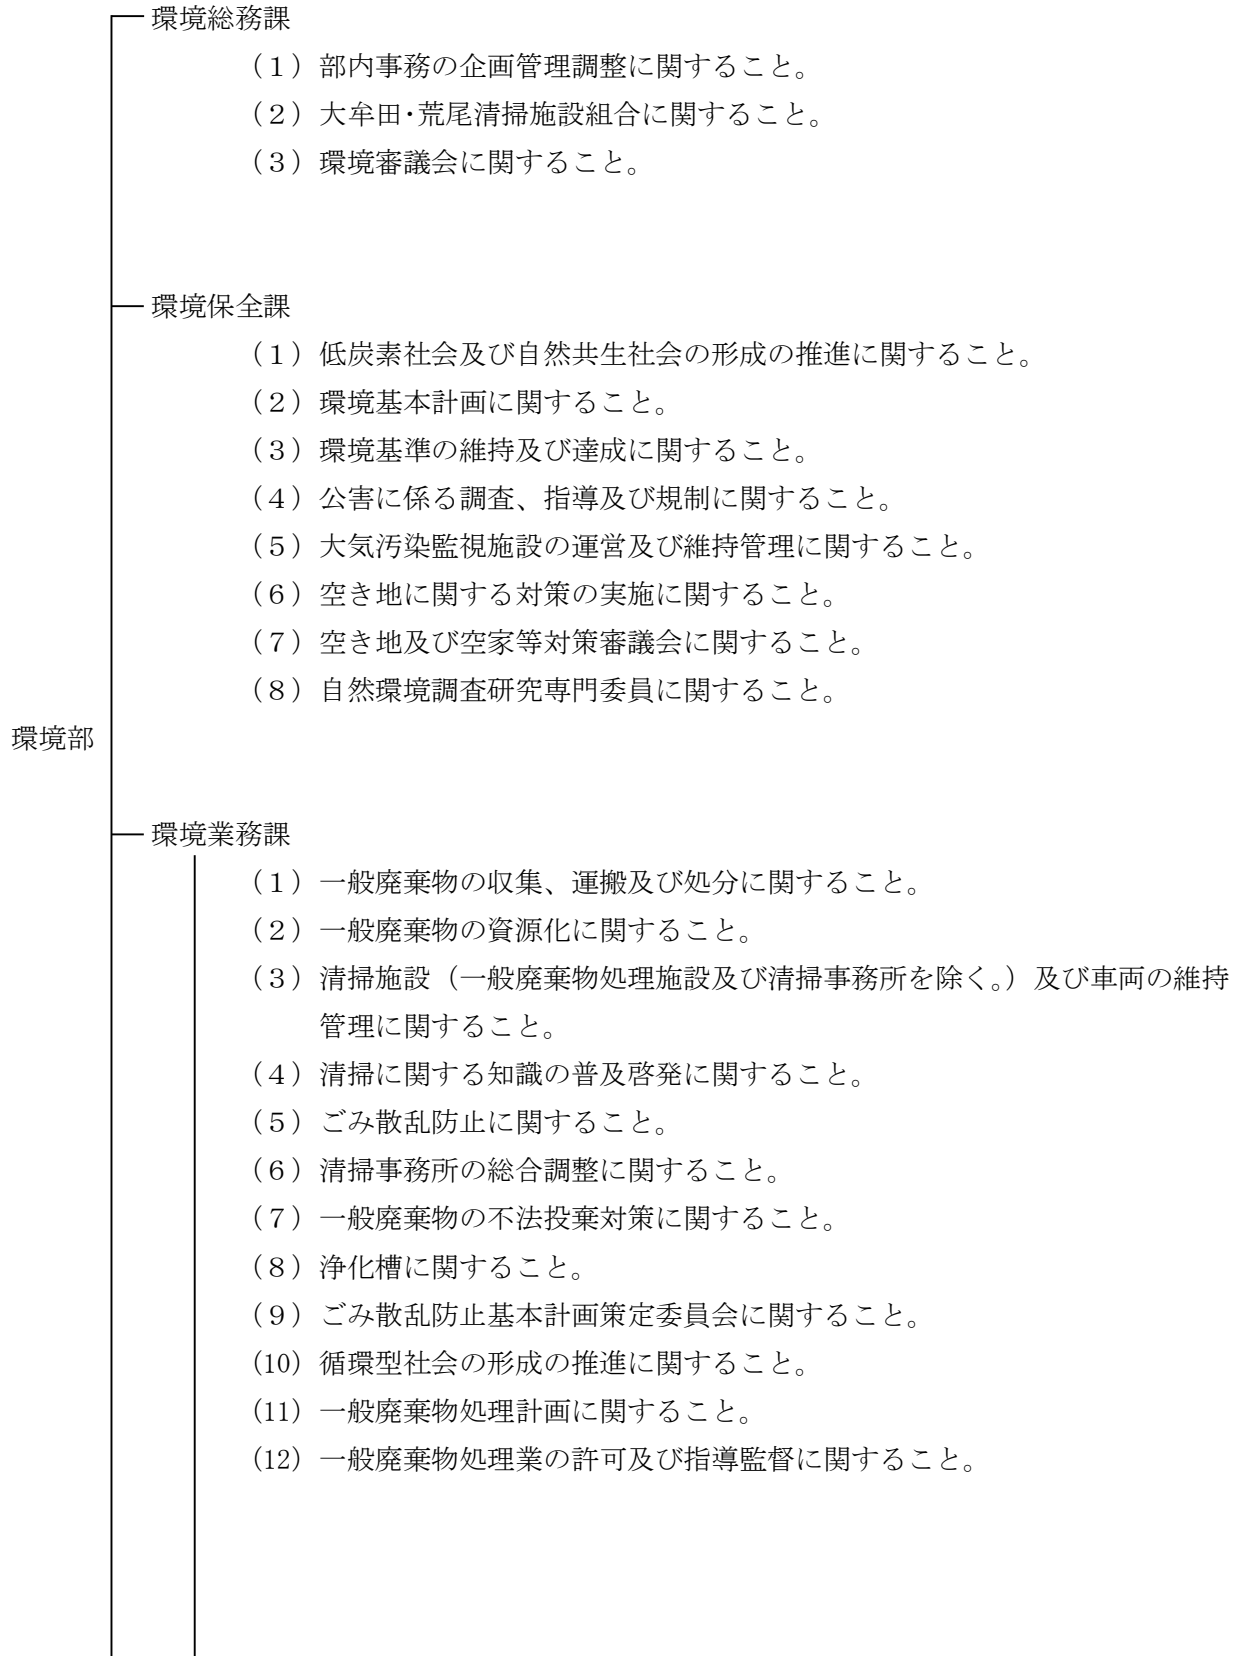 環境総務課
（１）部内事務の企画管理調整に関すること。
（２）大牟田・荒尾清掃施設組合に関すること。
（３）環境審議会に関すること。
環境保全課
（１）低炭素社会及び自然共生社会の形成の推進に関すること。
（２）環境基本計画に関すること。
（３）環境基準の維持及び達成に関すること。
（４）公害に係る調査、指導及び規制に関すること。
（５）大気汚染監視施設の運営及び維持管理に関すること。
（６）空き地に関する対策の実施に関すること。
（７）空き地及び空家等対策審議会に関すること。
（８）自然環境調査研究専門委員に関すること。
環境部
環境業務課
（１）一般廃棄物の収集、運搬及び処分に関すること。
（２）一般廃棄物の資源化に関すること。
（３）清掃施設（一般廃棄物処理施設及び清掃事務所を除く。）及び車両の維持
管理に関すること。
（４）清掃に関する知識の普及啓発に関すること。
（５）ごみ散乱防止に関すること。
（６）清掃事務所の総合調整に関すること。
（７）一般廃棄物の不法投棄対策に関すること。
（８）浄化槽に関すること。
（９）ごみ散乱防止基本計画策定委員会に関すること。
（10）循環型社会の形成の推進に関すること。
（11）一般廃棄物処理計画に関すること。
（12）一般廃棄物処理業の許可及び指導監督に関すること。